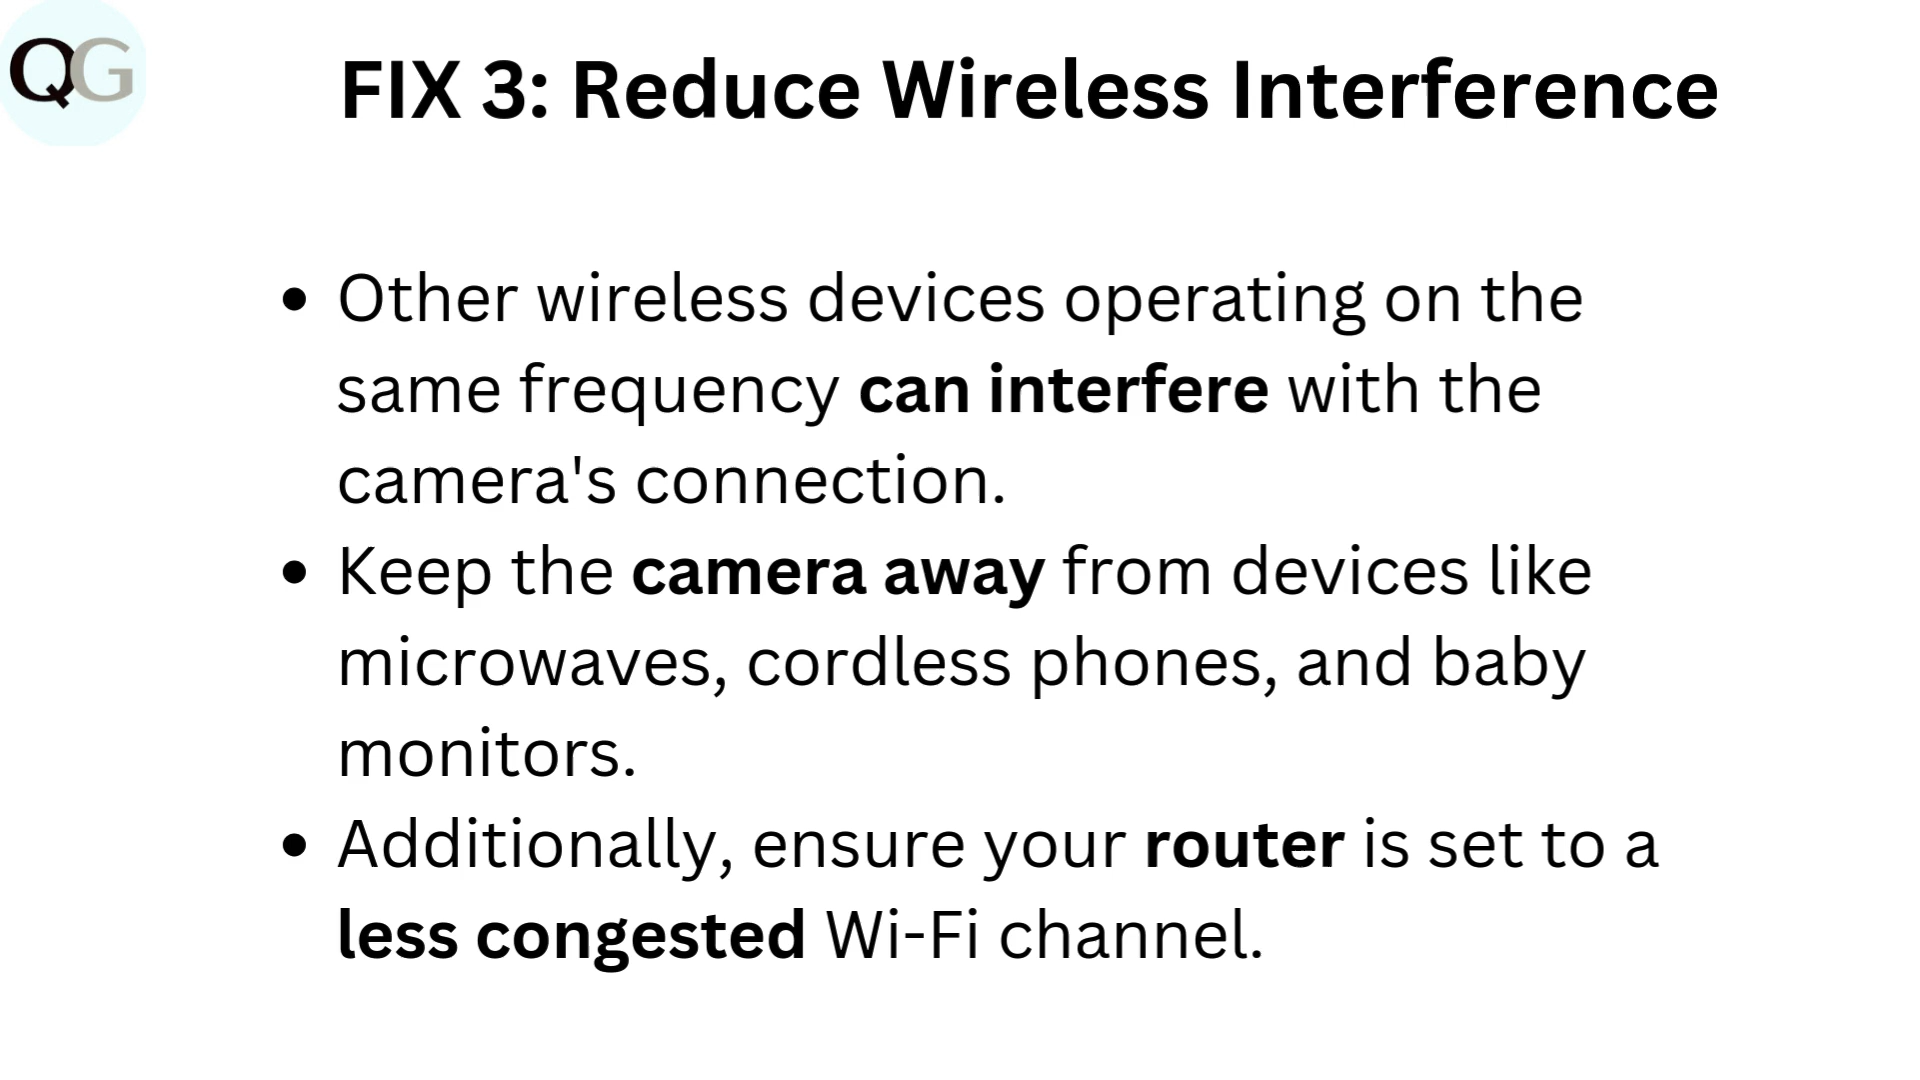 QG
FIX 3: Reduce Wireless Interference
• Other wireless devices operating on the
same frequency can interfere with the
camera's connection.
• Keep the camera away from devices like
microwaves, cordless phones, and baby
monitors.
• Additionally, ensure your router is set to a
less congested Wi-Fi channel.